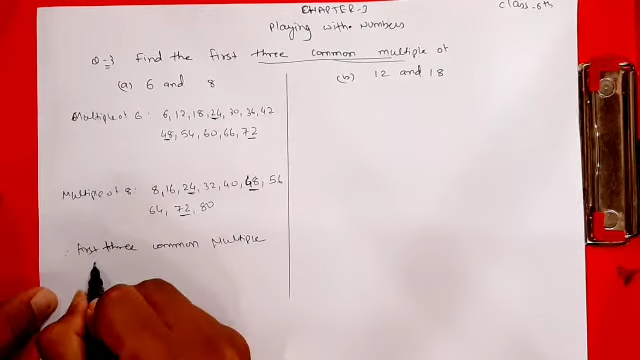 CHAPTER-3
Class-6th
Playing withe Numbers
Q-3 Find the first three common multiple of
(a) 6 and 8
(b) 12 and 18
Multiple of 6: 6, 12, 18, 24, 30, 36, 42
48, 54, 60, 66, 72
Multiple of 8: 8, 16, 24, 32, 40, 48, 56
64, 72, 80
∴ first three common Multiple